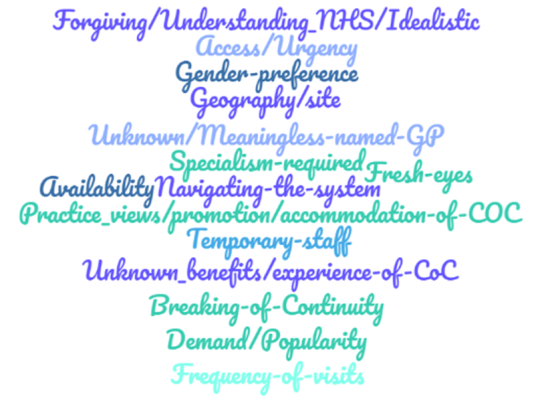 Forgiving/Understanding_NHS/Idealistic
Access/Urgency
Gender-preference
Geography/site
Unknown/Meaningless-named-GP
Specialism-required
Fresh-eyes
Availability
Navigating-the-system
Practice_views/promotion/accommodation-of-COC
Temporary-staff
Unknown_benefits/experience-of-CoC
Breaking-of-Continuity
Demand/Popularity
Frequency-of-visits